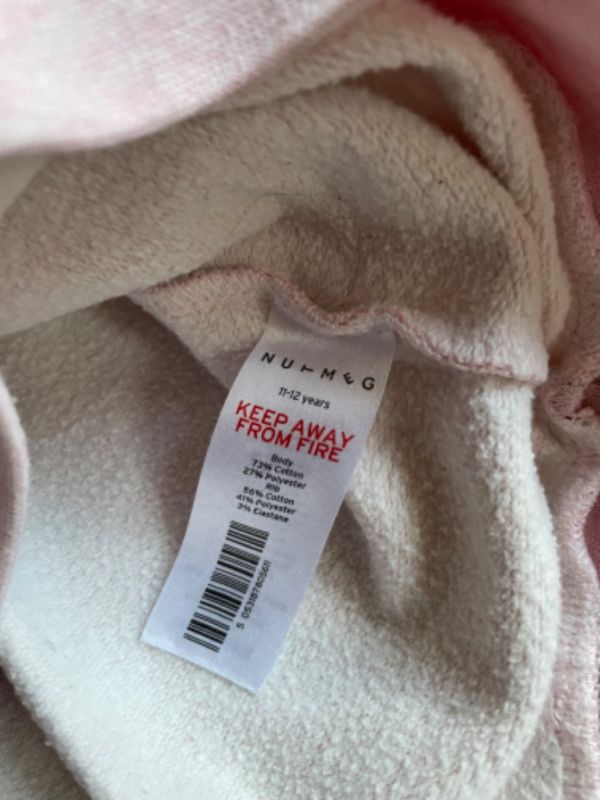 NUTMEG
11-12 years
KEEP AWAY
FROM FIRE
Body
73% Cotton
27% Polyester
Rib
56% Cotton
41% Polyester
3% Elastane